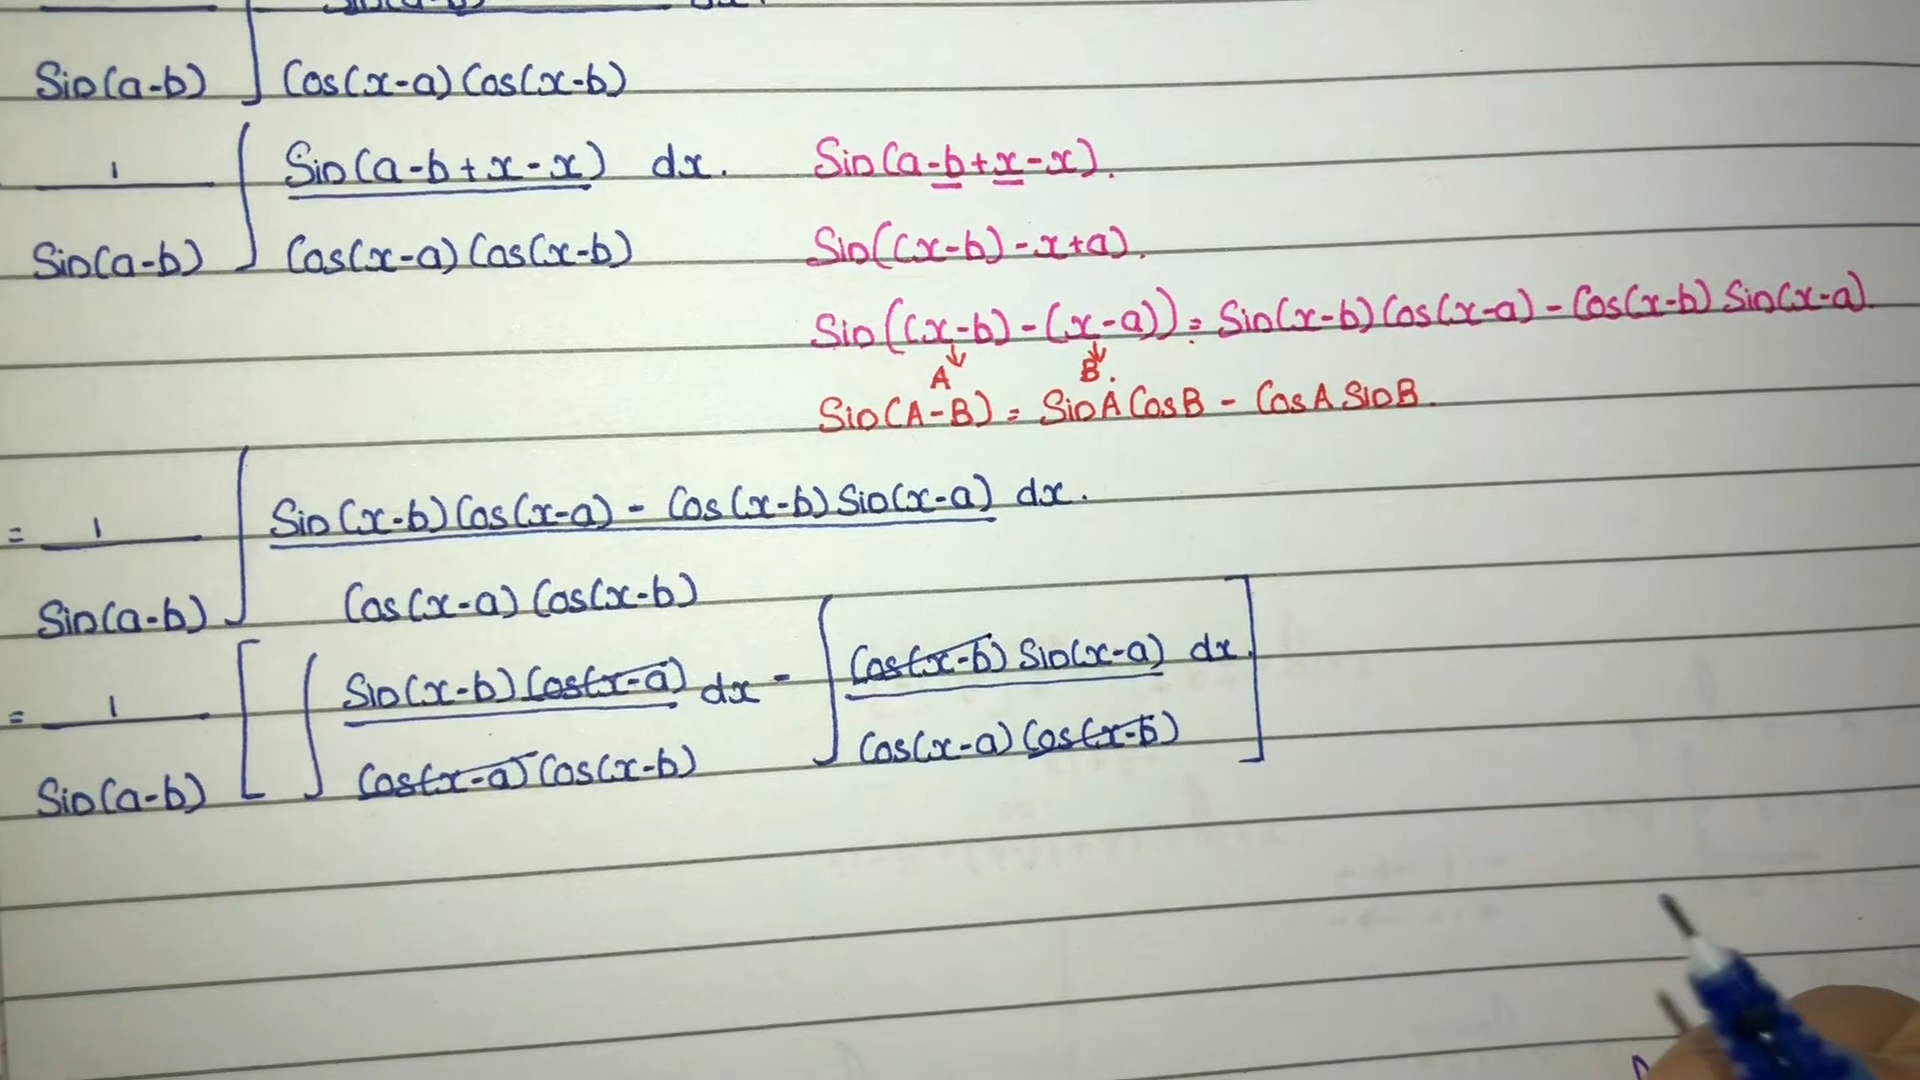 Sin(a-b) ∫ Cos(x-a) Cos(x-b)
1 ∫ Sin(a-b+x-x) dx. Sin(a-b+x-x).
Sin(a-b) Cos(x-a) Cos(x-b) Sin((x-b)-x+a).
Sin((x-b)-(x-a)) = Sin(x-b) Cos(x-a) - Cos(x-b) Sin(x-a).
A B.
Sin(A-B) = SinA CosB - CosA SinB.
= 1 ∫ Sin(x-b) Cos(x-a) - Cos(x-b) Sin(x-a) dx.
Sin(a-b) Cos(x-a) Cos(x-b)
= 1 [ ∫ Sin(x-b) Cos(x-a) dx - ∫ Cos(x-b) Sin(x-a) dx ]
Sin(a-b) Cos(x-a) Cos(x-b) Cos(x-a) Cos(x-b)